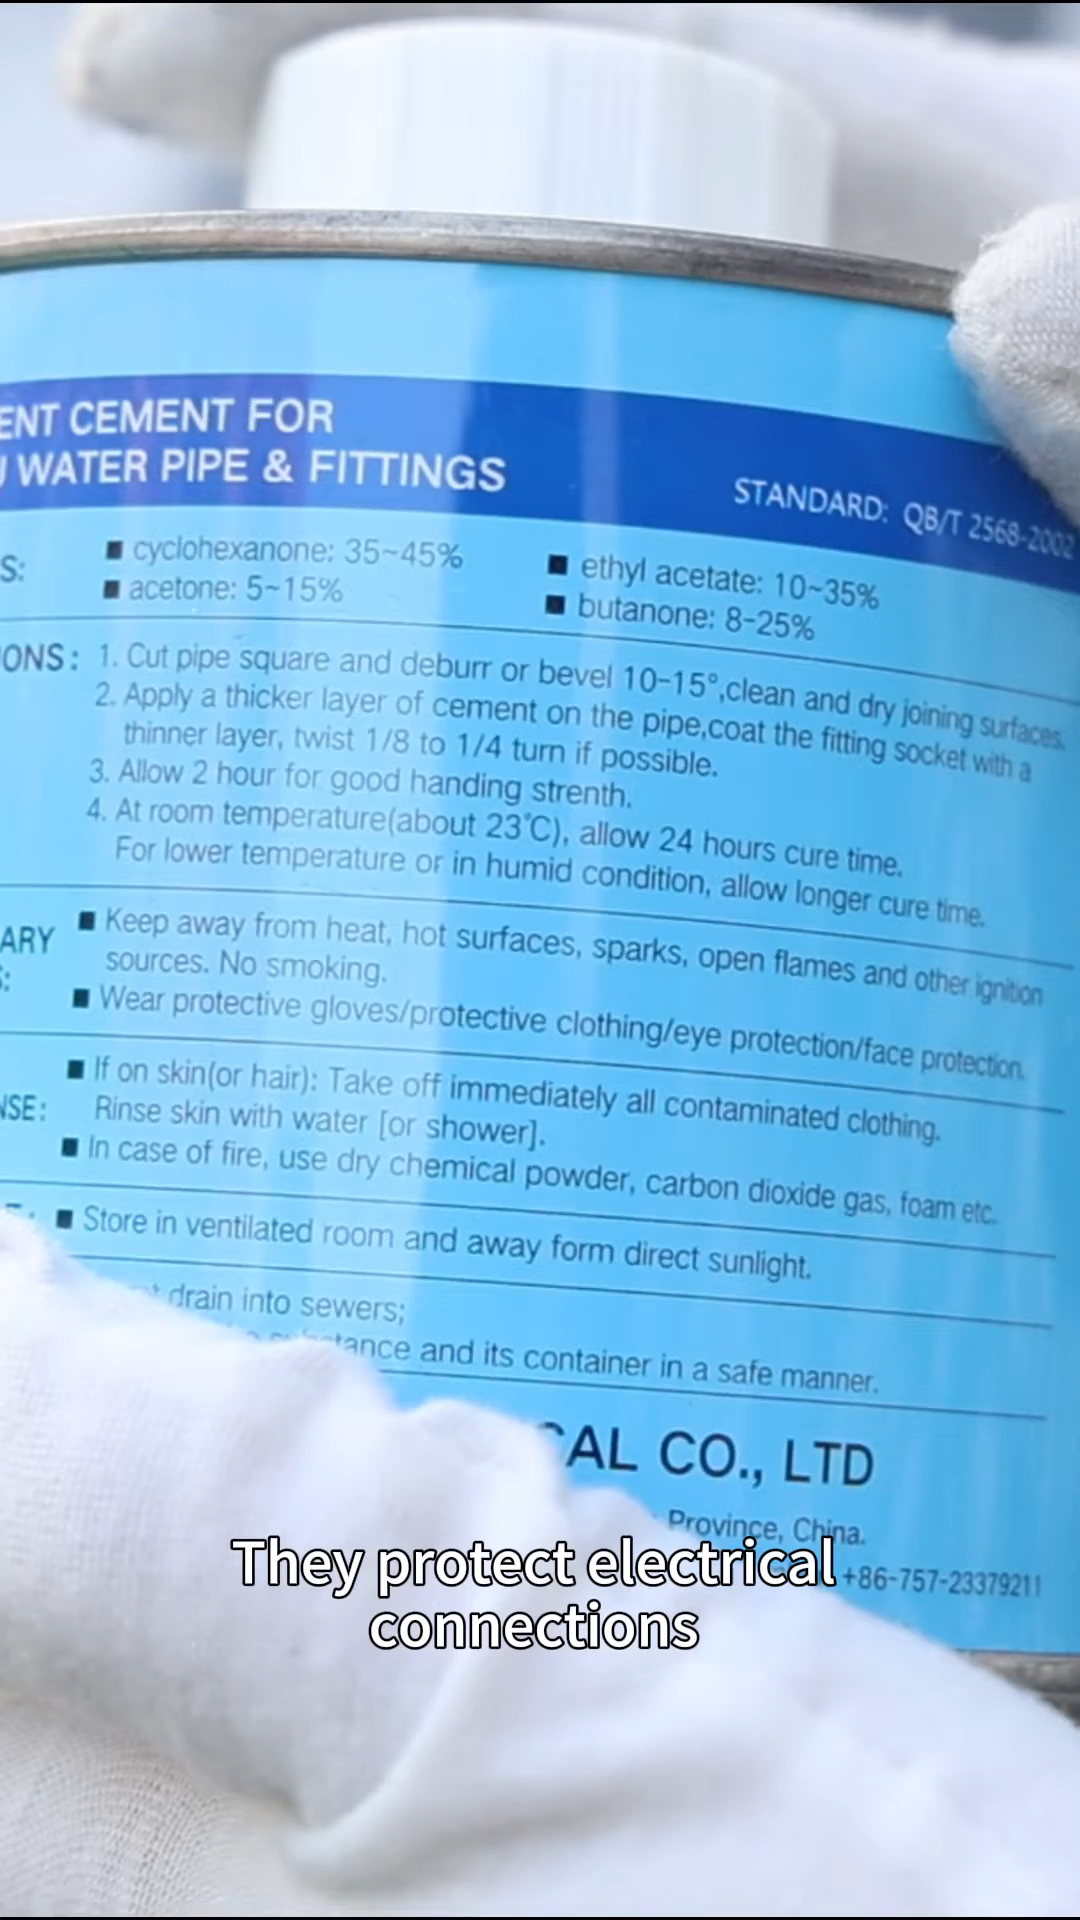 CEMENT FOR
WATER PIPE & FITTINGS
STANDARD: QB/T 2568-2002
■ cyclohexanone: 35~45%
■ ethyl acetate: 10~35%
■ acetone: 5~15%
■ butanone: 8-25%
1. Cut pipe square and deburr or bevel 10-15°,clean and dry joining surfaces.
2. Apply a thicker layer of cement on the pipe,coat the fitting socket with a
thinner layer, twist 1/8 to 1/4 turn if possible.
3. Allow 2 hour for good handing strenth.
4. At room temperature(about 23℃), allow 24 hours cure time.
For lower temperature or in humid condition, allow longer cure time.
■ Keep away from heat, hot surfaces, sparks, open flames and other ignition
sources. No smoking.
■ Wear protective gloves/protective clothing/eye protection/face protection.
■ If on skin(or hair): Take off immediately all contaminated clothing.
Rinse skin with water [or shower].
■ In case of fire, use dry chemical powder, carbon dioxide gas, foam etc.
■ Store in ventilated room and away form direct sunlight.
drain into sewers;
and its container in a safe manner.
CO., LTD
Province, China.
+86-757-23379211
They protect electrical
connections